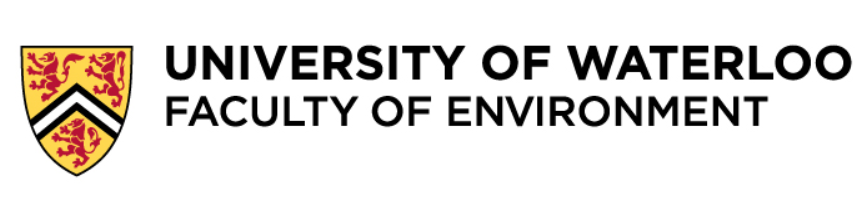 UNIVERSITY OF WATERLOO
FACULTY OF ENVIRONMENT